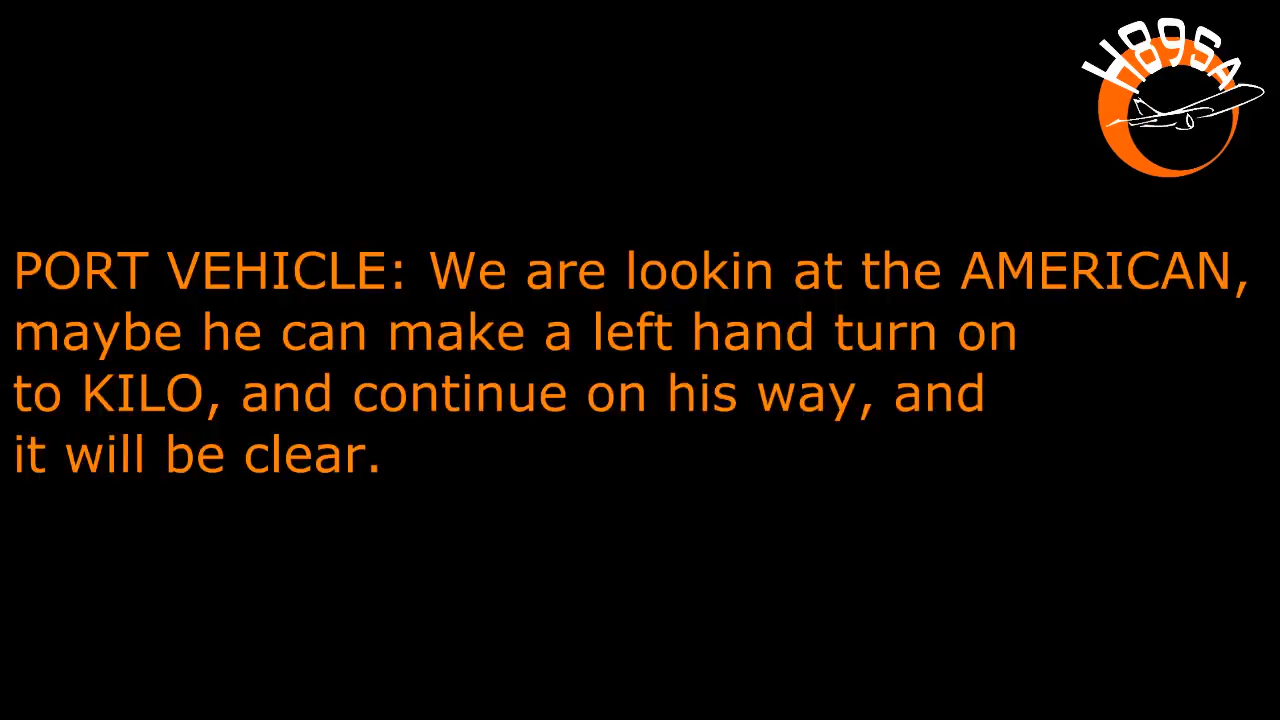 H89SA
PORT VEHICLE: We are lookin at the AMERICAN,
maybe he can make a left hand turn on
to KILO, and continue on his way, and
it will be clear.